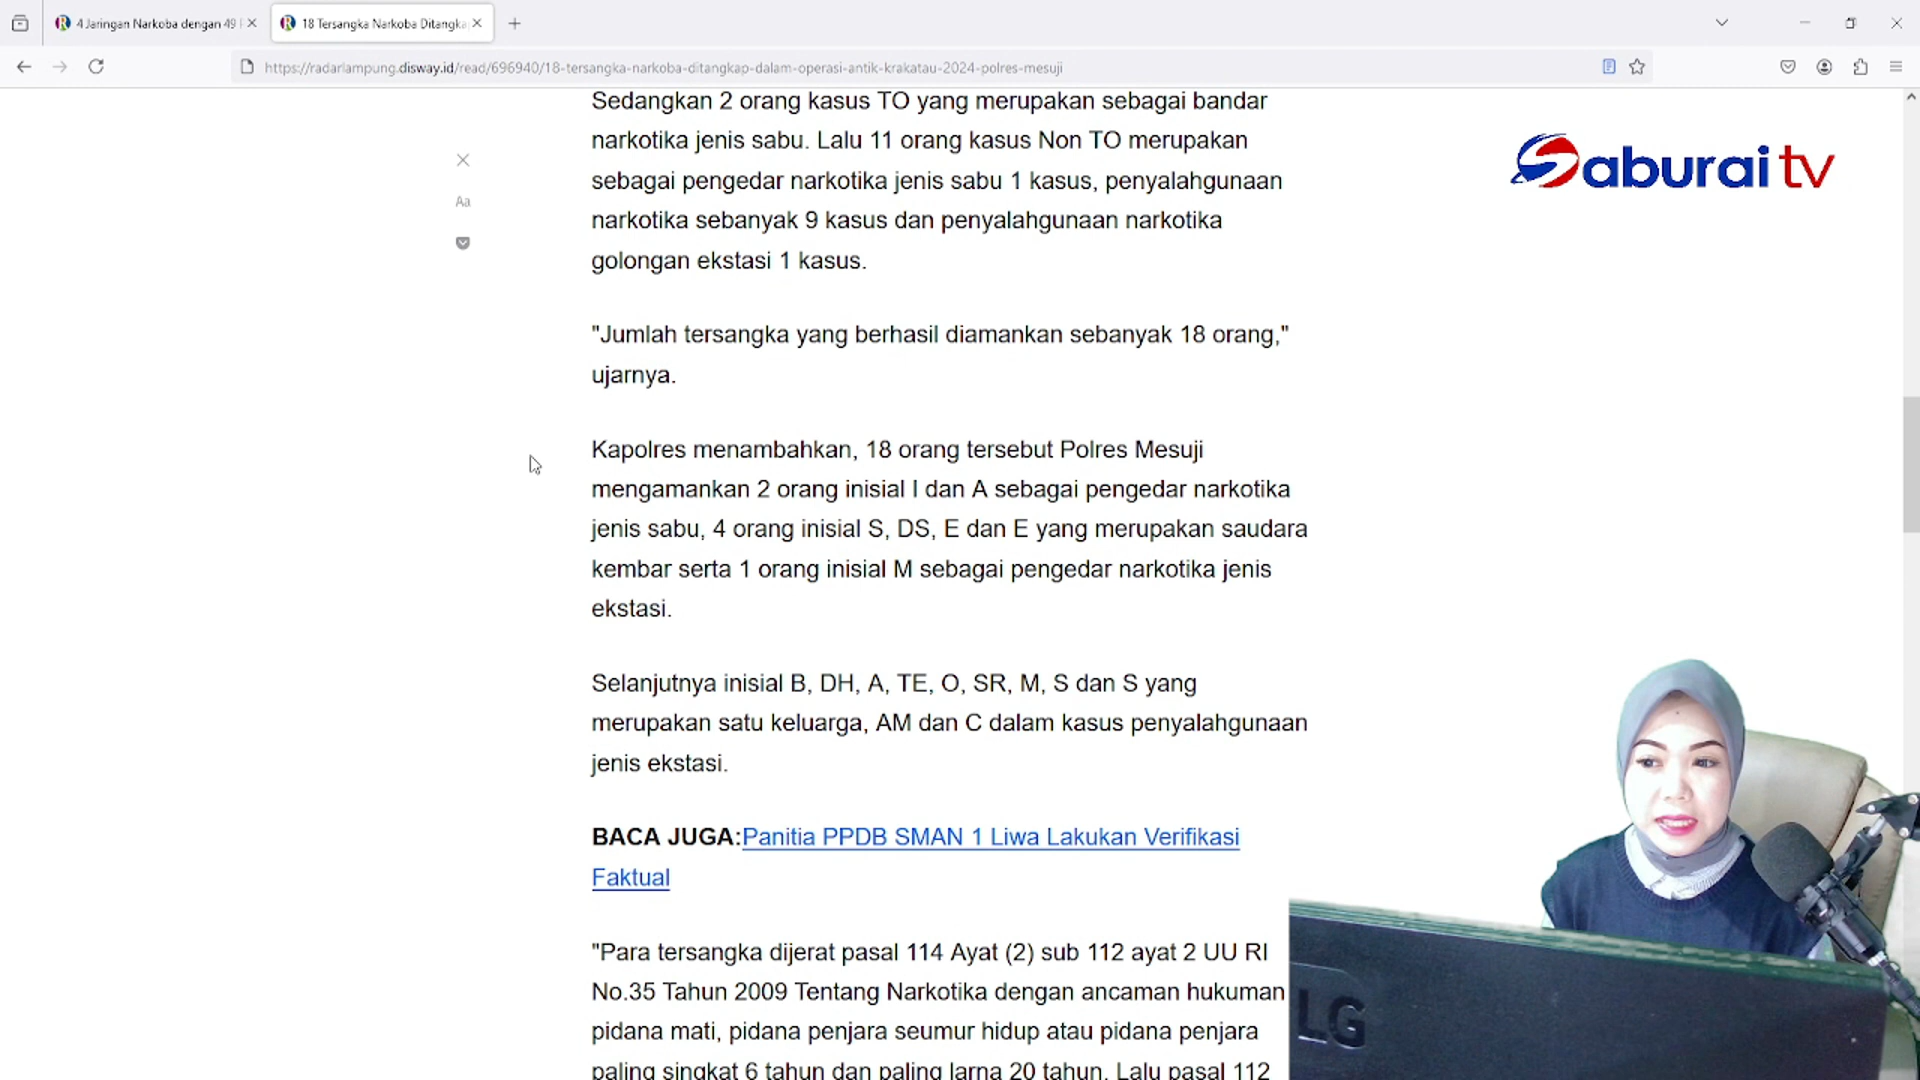 4 Jaringan Narkoba dengan 49
18 Tersangka Narkoba Ditangka
https://radarlampung.disway.id/read/696940/18-tersangka-narkoba-ditangkap-dalam-operasi-antik-krakatau-2024-polres-mesuji
Sedangkan 2 orang kasus TO yang merupakan sebagai bandar
narkotika jenis sabu. Lalu 11 orang kasus Non TO merupakan
sebagai pengedar narkotika jenis sabu 1 kasus, penyalahgunaan
narkotika sebanyak 9 kasus dan penyalahgunaan narkotika
golongan ekstasi 1 kasus.
"Jumlah tersangka yang berhasil diamankan sebanyak 18 orang,"
ujarnya.
Kapolres menambahkan, 18 orang tersebut Polres Mesuji
mengamankan 2 orang inisial I dan A sebagai pengedar narkotika
jenis sabu, 4 orang inisial S, DS, E dan E yang merupakan saudara
kembar serta 1 orang inisial M sebagai pengedar narkotika jenis
ekstasi.
Selanjutnya inisial B, DH, A, TE, O, SR, M, S dan S yang
merupakan satu keluarga, AM dan C dalam kasus penyalahgunaan
jenis ekstasi.
BACA JUGA:Panitia PPDB SMAN 1 Liwa Lakukan Verifikasi
Faktual
"Para tersangka dijerat pasal 114 Ayat (2) sub 112 ayat 2 UU RI
No.35 Tahun 2009 Tentang Narkotika dengan ancaman hukuman
pidana mati, pidana penjara seumur hidup atau pidana penjara
paling singkat 6 tahun dan paling larna 20 tahun. Lalu pasal 112
Aa
Saburai tv
LG